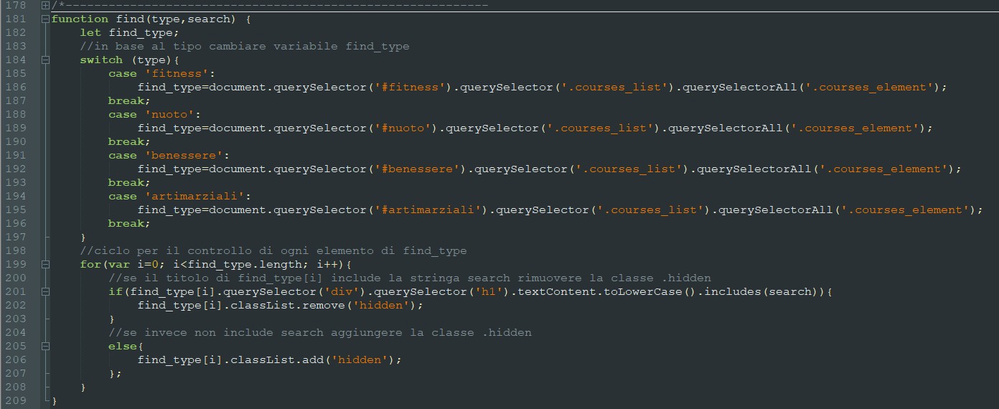 178 /*-----------------------------------------------------------
181 function find(type,search) {
182     let find_type;
183     //in base al tipo cambiare variabile find_type
184     switch (type){
185         case 'fitness':
186             find_type=document.querySelector('#fitness').querySelector('.courses_list').querySelectorAll('.courses_element');
187         break;
188         case 'nuoto':
189             find_type=document.querySelector('#nuoto').querySelector('.courses_list').querySelectorAll('.courses_element');
190         break;
191         case 'benessere':
192             find_type=document.querySelector('#benessere').querySelector('.courses_list').querySelectorAll('.courses_element');
193         break;
194         case 'artimarziali':
195             find_type=document.querySelector('#artimarziali').querySelector('.courses_list').querySelectorAll('.courses_element');
196         break;
197     }
198     //ciclo per il controllo di ogni elemento di find_type
199     for(var i=0; i<find_type.length; i++){
200         //se il titolo di find_type[i] include la stringa search rimuovere la classe .hidden
201         if(find_type[i].querySelector('div').querySelector('h1').textContent.toLowerCase().includes(search)){
202             find_type[i].classList.remove('hidden');
203         }
204         //se invece non include search aggiungere la classe .hidden
205         else{
206             find_type[i].classList.add('hidden');
207         };
208     }
209 }